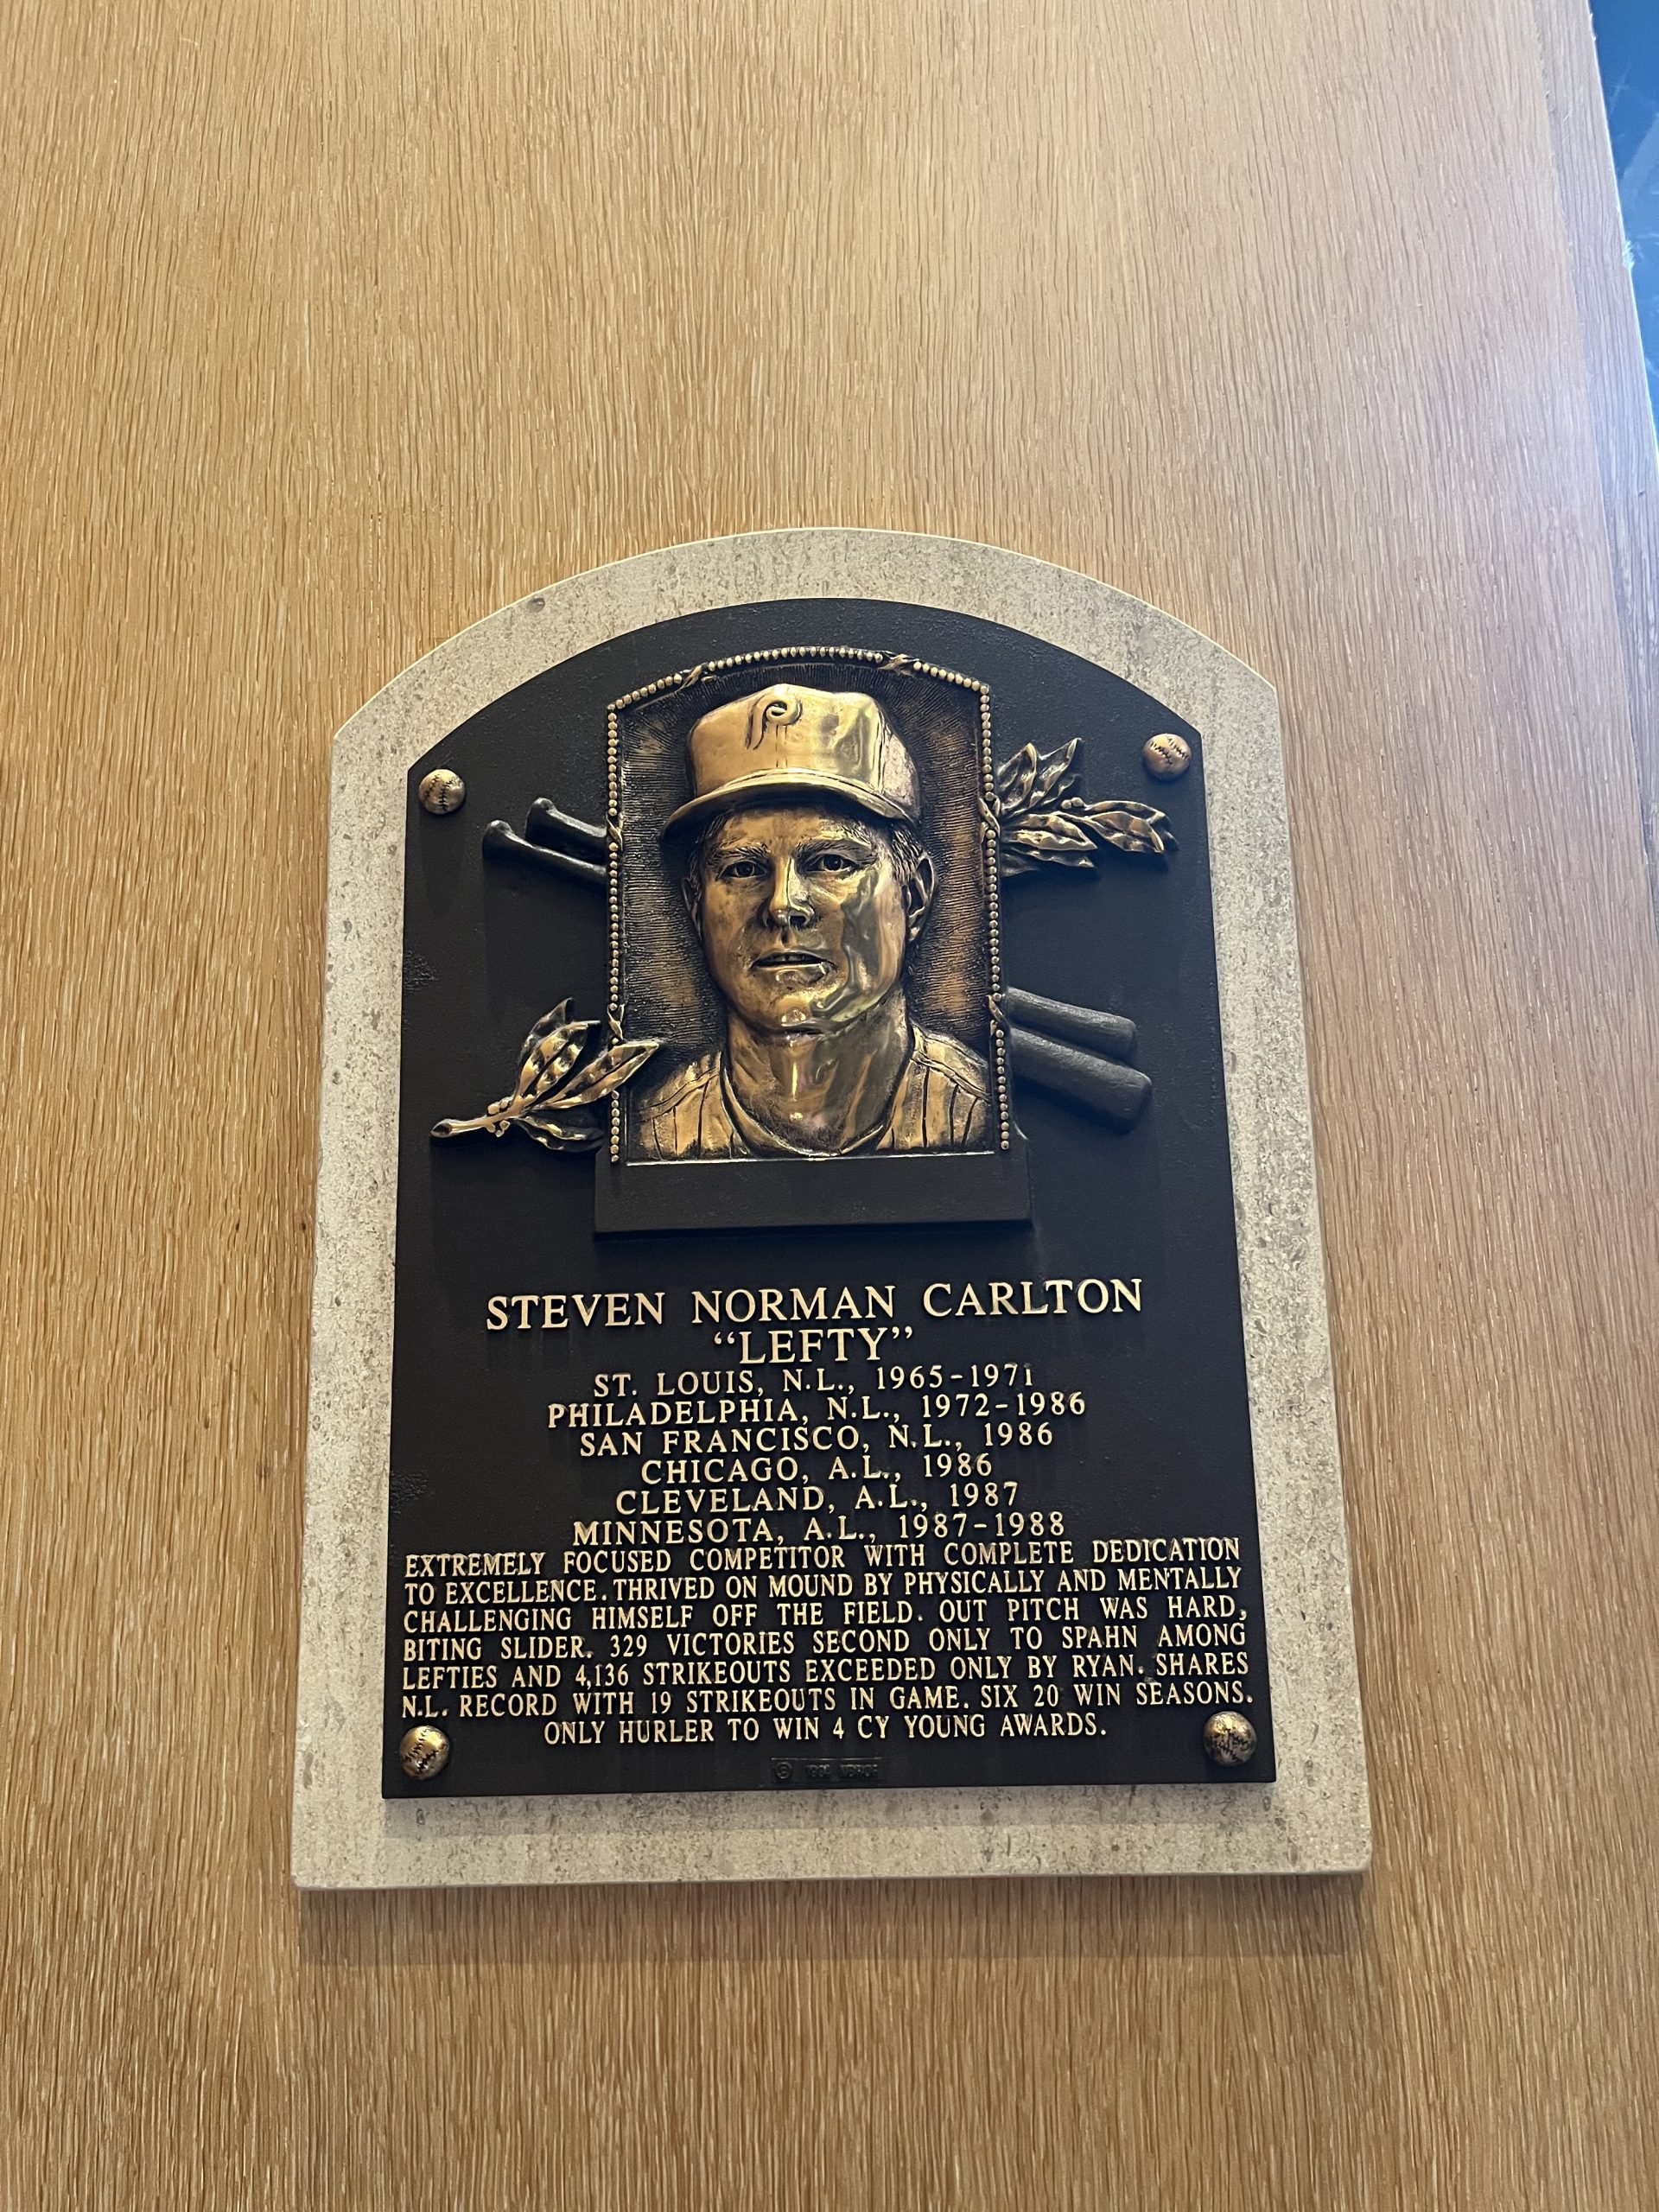 P
STEVEN NORMAN CARLTON
“LEFTY”
ST. LOUIS, N.L., 1965-1971
PHILADELPHIA, N.L., 1972-1986
SAN FRANCISCO, N.L., 1986
CHICAGO, A.L., 1986
CLEVELAND, A.L., 1987
MINNESOTA, A.L., 1987-1988
EXTREMELY FOCUSED COMPETITOR WITH COMPLETE DEDICATION
TO EXCELLENCE. THRIVED ON MOUND BY PHYSICALLY AND MENTALLY
CHALLENGING HIMSELF OFF THE FIELD. OUT PITCH WAS HARD,
BITING SLIDER. 329 VICTORIES SECOND ONLY TO SPAHN AMONG
LEFTIES AND 4,136 STRIKEOUTS EXCEEDED ONLY BY RYAN. SHARES
N.L. RECORD WITH 19 STRIKEOUTS IN GAME. SIX 20 WIN SEASONS.
ONLY HURLER TO WIN 4 CY YOUNG AWARDS.
©